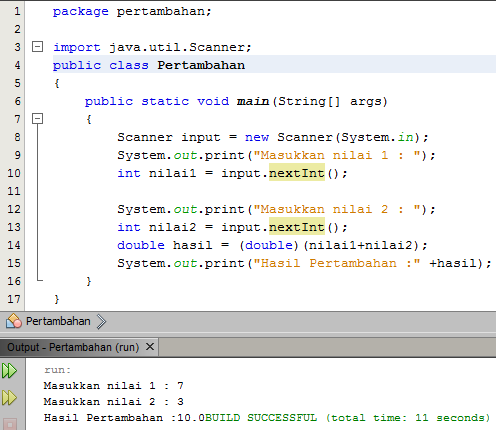 1 package pertambahan;
2
3 import java.util.Scanner;
4 public class Pertambahan
5 {
6 public static void main(String[] args)
7 {
8 Scanner input = new Scanner(System.in);
9 System.out.print("Masukkan nilai 1 : ");
10 int nilai1 = input.nextInt();
11
12 System.out.print("Masukkan nilai 2 : ");
13 int nilai2 = input.nextInt();
14 double hasil = (double)(nilai1+nilai2);
15 System.out.print("Hasil Pertambahan :" +hasil);
16 }
17 }
Pertambahan
Output - Pertambahan (run) ×
run:
Masukkan nilai 1 : 7
Masukkan nilai 2 : 3
Hasil Pertambahan :10.0BUILD SUCCESSFUL (total time: 11 seconds)